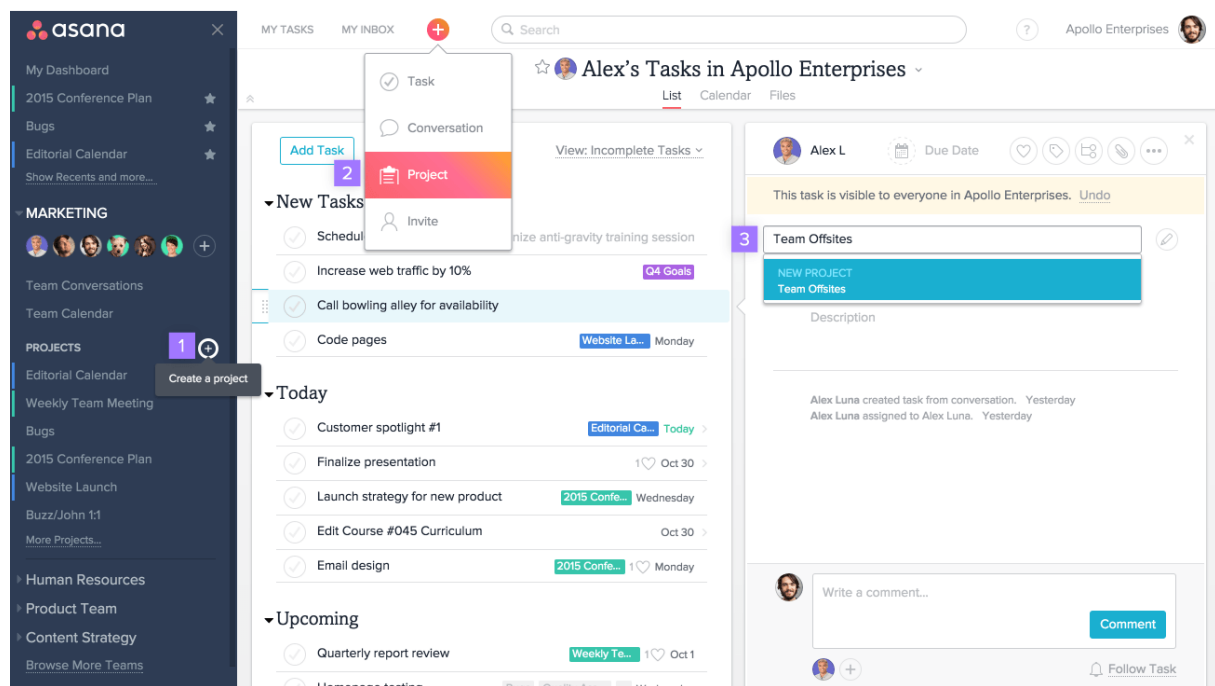 asana
My Dashboard
2015 Conference Plan
Bugs
Editorial Calendar
Show Recents and more...
MARKETING
Team Conversations
Team Calendar
PROJECTS
1
Create a project
Editorial Calendar
Weekly Team Meeting
Bugs
2015 Conference Plan
Website Launch
Buzz/John 1:1
More Projects...
Human Resources
Product Team
Content Strategy
Browse More Teams
MY TASKS
MY INBOX
Search
?
Apollo Enterprises
Task
Conversation
2
Project
Invite
Alex's Tasks in Apollo Enterprises
List Calendar Files
Add Task
View: Incomplete Tasks
New Tasks
Schedul nize anti-gravity training session
Increase web traffic by 10% Q4 Goals
Call bowling alley for availability
Code pages Website La... Monday
Today
Customer spotlight #1 Editorial Ca... Today
Finalize presentation 1 Oct 30
Launch strategy for new product 2015 Confe... Wednesday
Edit Course #045 Curriculum Oct 30
Email design 2015 Confe... 1 Monday
Upcoming
Quarterly report review Weekly Te... 1 Oct 1
Alex L Due Date
This task is visible to everyone in Apollo Enterprises. Undo
3
Team Offsites
NEW PROJECT
Team Offsites
Description
Alex Luna created task from conversation. Yesterday
Alex Luna assigned to Alex Luna. Yesterday
Write a comment...
Comment
Follow Task